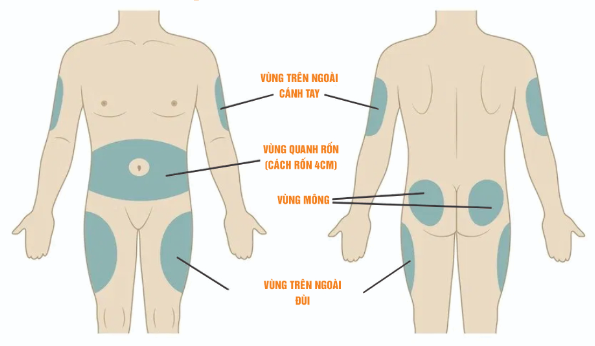 VÙNG TRÊN NGOÀI
CÁNH TAY
VÙNG QUANH RỐN
(CÁCH RỐN 4CM)
VÙNG MÔNG
VÙNG TRÊN NGOÀI
ĐÙI